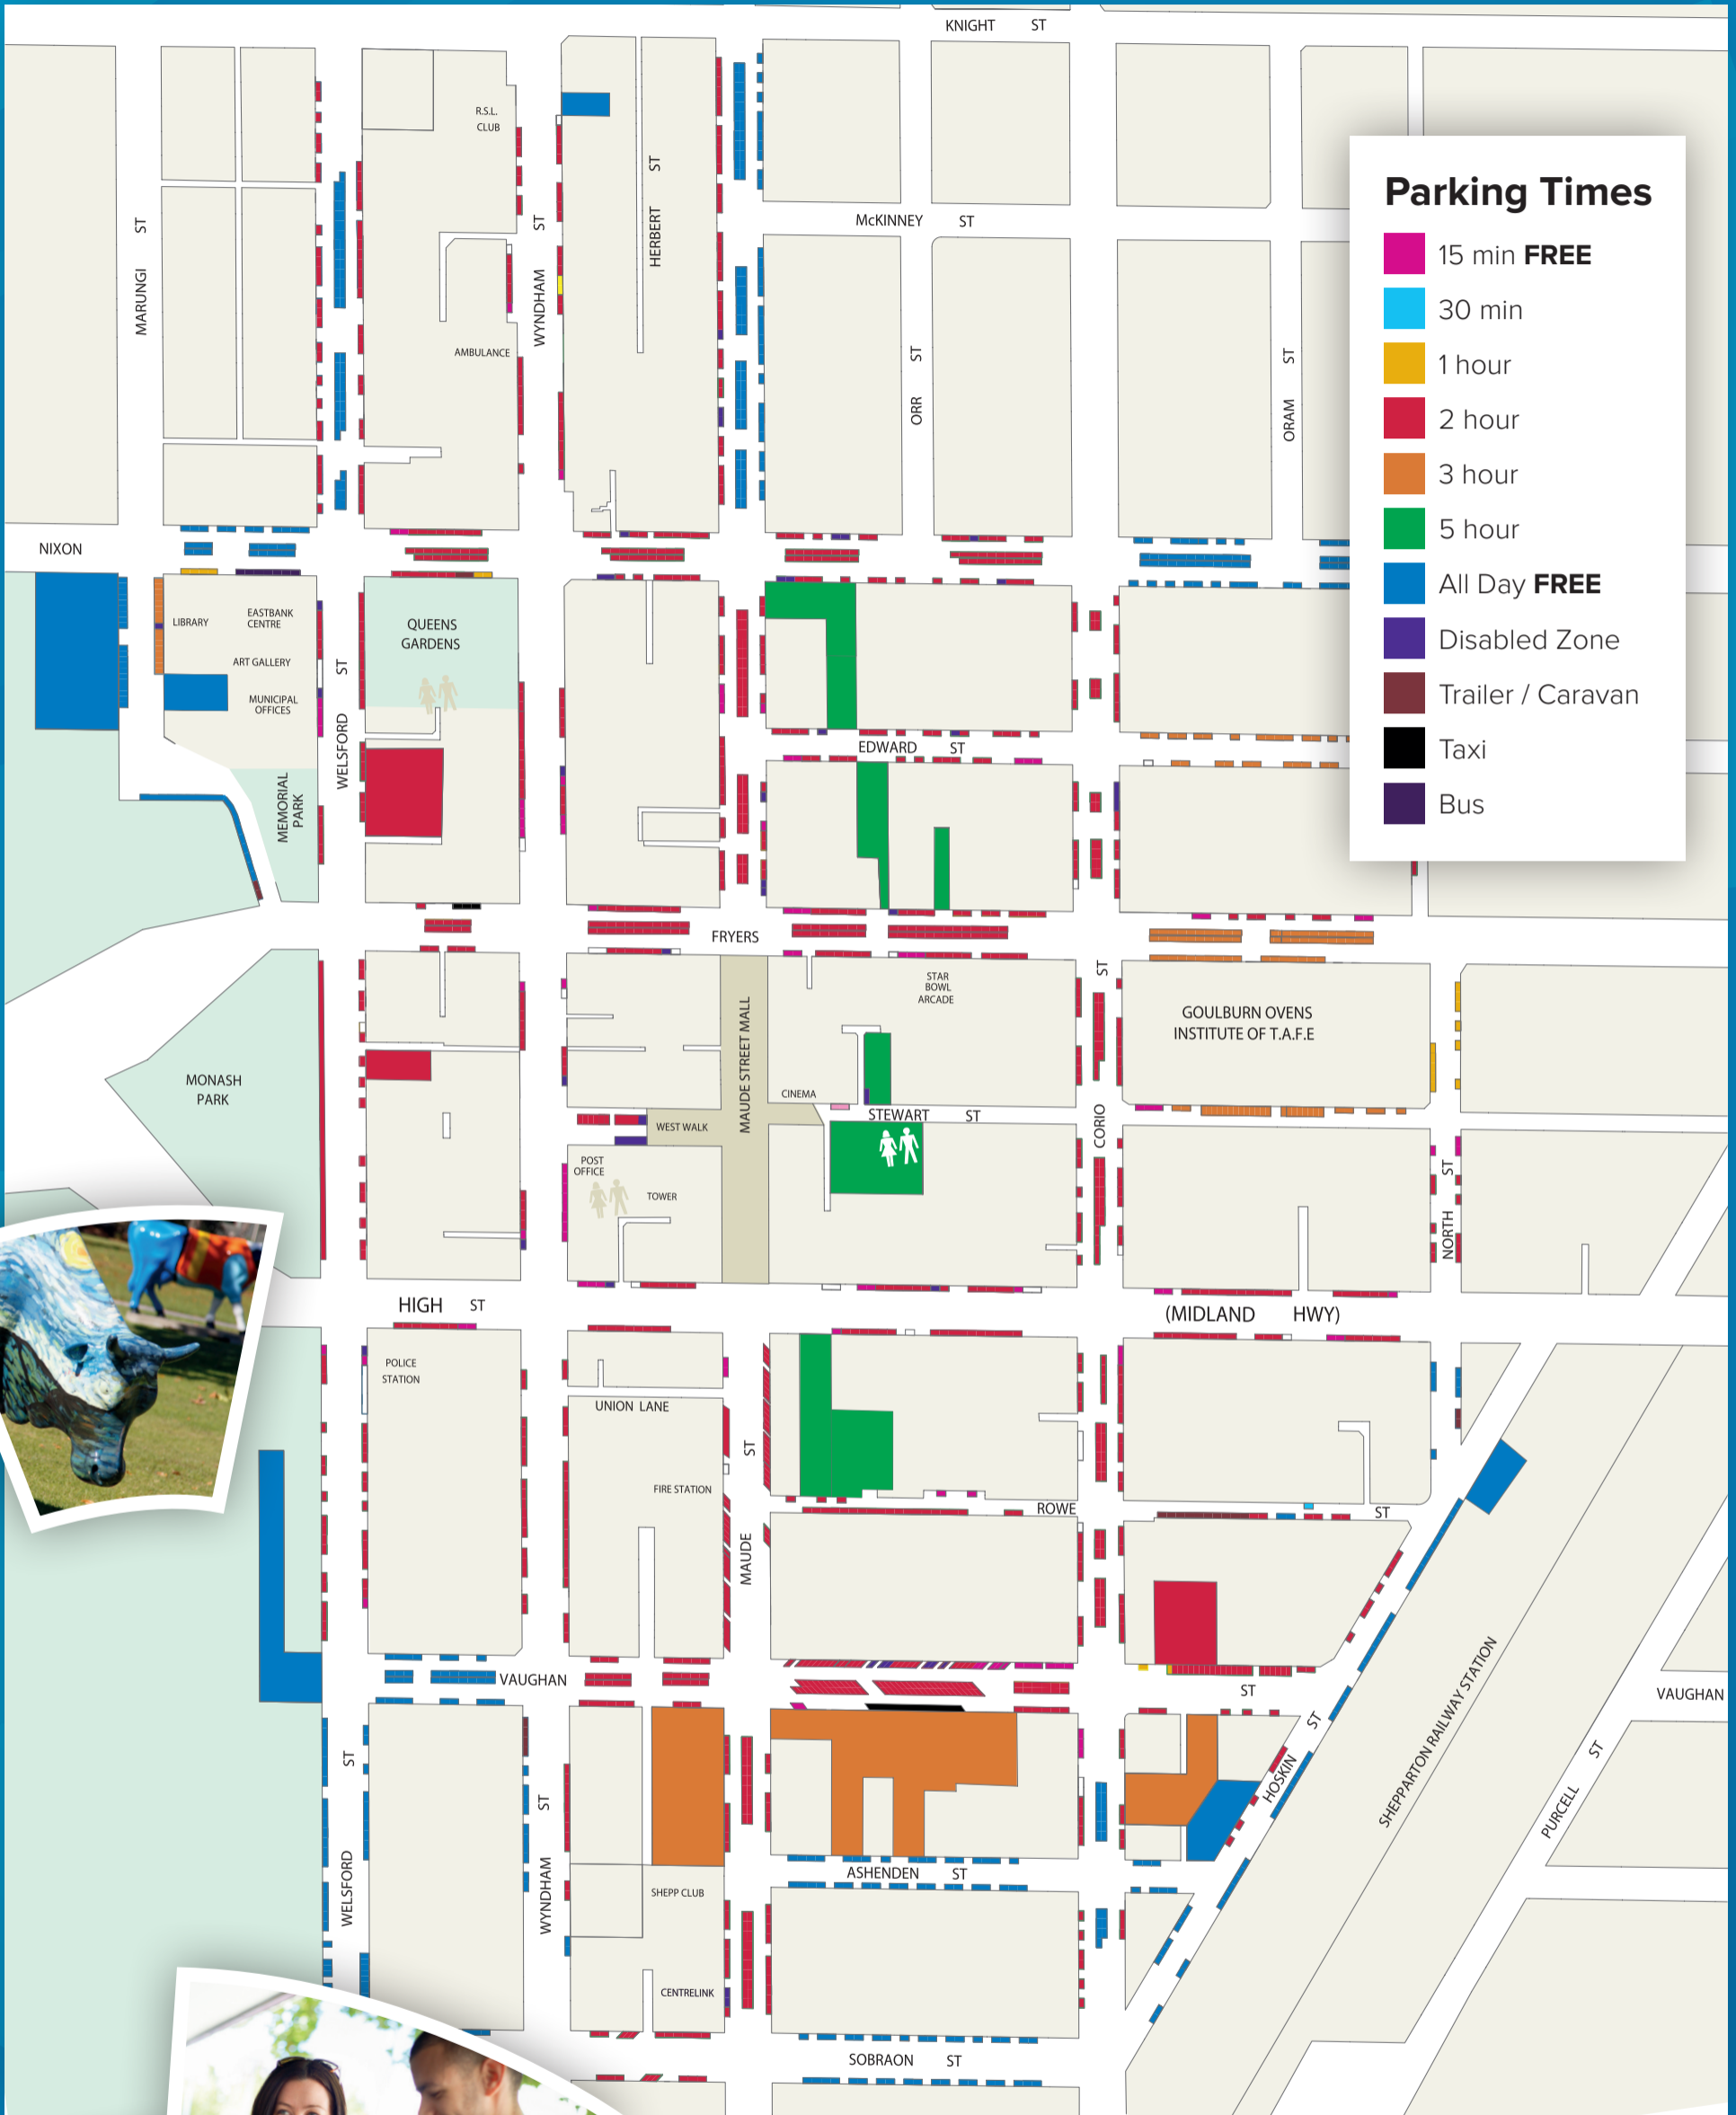 KNIGHT ST
R.S.L.
CLUB
Parking Times
15 min FREE
30 min
1 hour
2 hour
3 hour
5 hour
All Day FREE
Disabled Zone
Trailer / Caravan
Taxi
Bus
MARUNGI ST
WYNDHAM ST
HERBERT ST
McKINNEY ST
AMBULANCE
ORR ST
ORAM ST
NIXON
LIBRARY
EASTBANK
CENTRE
ART GALLERY
MUNICIPAL
OFFICES
QUEENS
GARDENS
WELSFORD ST
MEMORIAL
PARK
EDWARD ST
FRYERS
STAR
BOWL
ARCADE
MAUDE STREET MALL
GOULBURN OVENS
INSTITUTE OF T.A.F.E
MONASH
PARK
CINEMA
STEWART ST
CORIO ST
WEST WALK
POST
OFFICE
TOWER
NORTH ST
HIGH ST
(MIDLAND HWY)
POLICE
STATION
UNION LANE
FIRE STATION
MAUDE ST
ROWE ST
VAUGHAN ST
VAUGHAN
SHEPPARTON RAILWAY STATION
HOSKIN ST
PURCELL ST
WELSFORD ST
WYNDHAM ST
ASHENDEN ST
SHEPP CLUB
CENTRELINK
SOBRAON ST